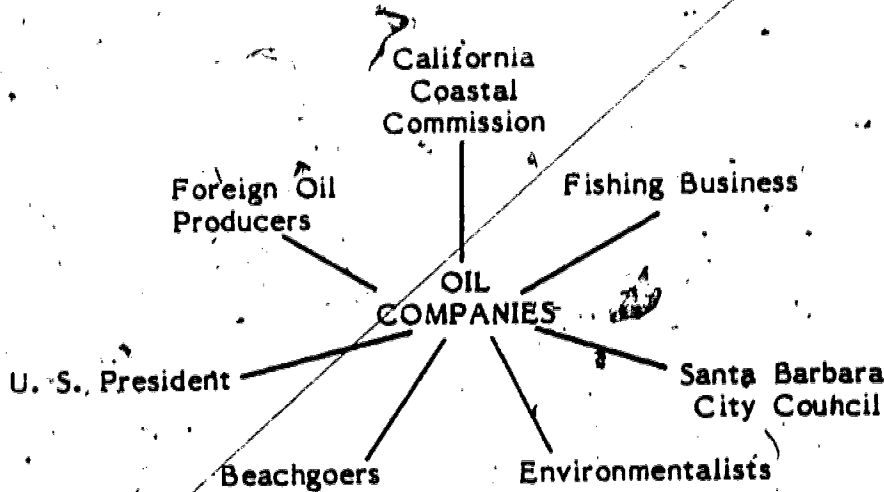 California
Coastal
Commission
Foreign Oil
Producers
Fishing Business
OIL
COMPANIES
U. S. President
Santa Barbara
City Council
Beachgoers
Environmentalists